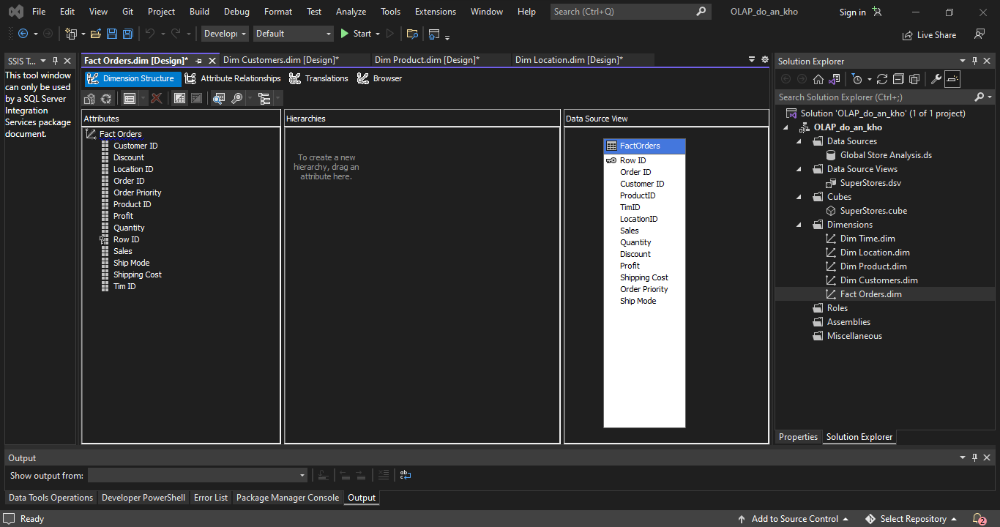 File Edit View Git Project Build Debug Format Test Analyze Tools Extensions Window Help Search (Ctrl+Q) OLAP_do_an_kho Sign in
Default Start Live Share
SSIS T...
This tool window
can only be used
by a SQL Server
Integration
Services package
document.
Fact Orders.dim [Design]* Dim Customers.dim [Design]* Dim Product.dim [Design]* Dim Location.dim [Design]*
Dimension Structure Attribute Relationships Translations Browser
Attributes
Fact Orders
Customer ID
Discount
Location ID
Order ID
Order Priority
Product ID
Profit
Quantity
Row ID
Sales
Ship Mode
Shipping Cost
Tim ID
Hierarchies
To create a new
hierarchy, drag an
attribute here.
Data Source View
FactOrders
Row ID
Order ID
Customer ID
ProductID
TimID
LocationID
Sales
Quantity
Discount
Profit
Shipping Cost
Order Priority
Ship Mode
Solution Explorer
Search Solution Explorer (Ctrl+;)
Solution 'OLAP_do_an_kho' (1 of 1 project)
OLAP_do_an_kho
Data Sources
Global Store Analysis.ds
Data Source Views
SuperStores.dsv
Cubes
SuperStores.cube
Dimensions
Dim Time.dim
Dim Location.dim
Dim Product.dim
Dim Customers.dim
Fact Orders.dim
Roles
Assemblies
Miscellaneous
Properties Solution Explorer
Output
Show output from:
Data Tools Operations Developer PowerShell Error List Package Manager Console Output
Ready Add to Source Control Select Repository 2